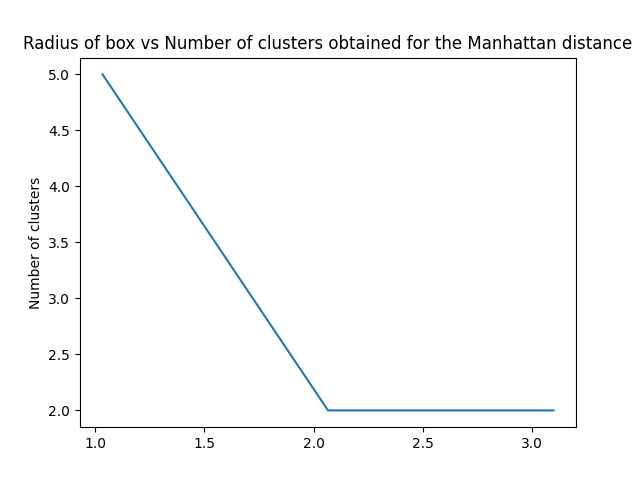 Radius of box vs Number of clusters obtained for the Manhattan distance
5.0
4.5
4.0
3.5
3.0
2.5
2.0
Number of clusters
1.0 1.5 2.0 2.5 3.0